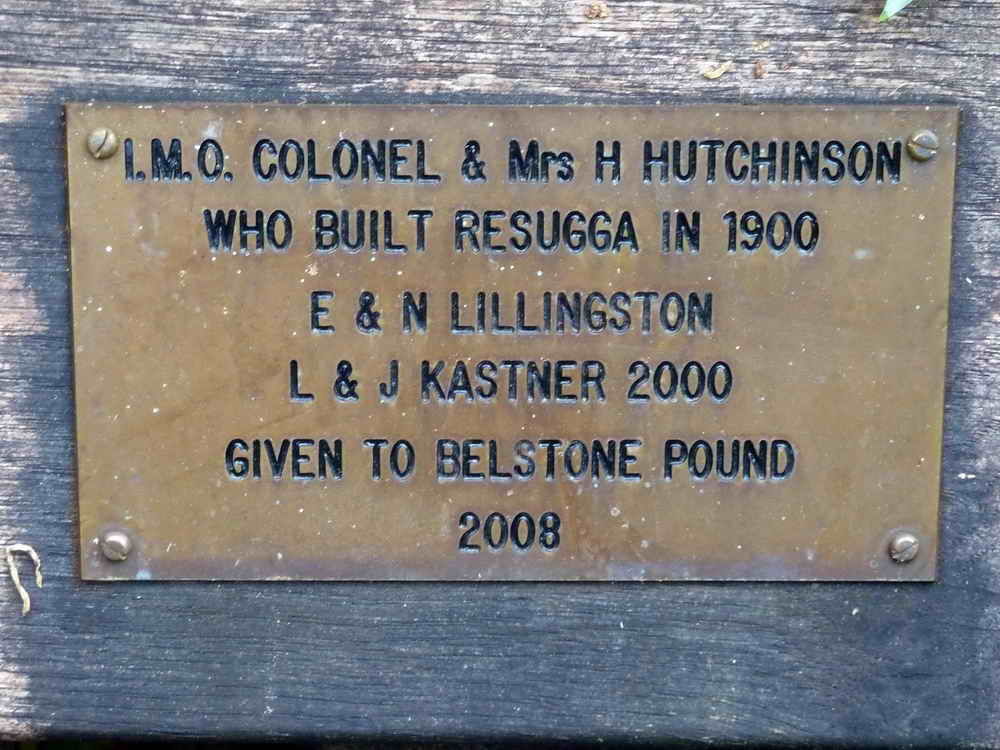 I.M.O. COLONEL & Mrs H HUTCHINSON
WHO BUILT RESUGGA IN 1900
E & N LILLINGSTON
L & J KASTNER 2000
GIVEN TO BELSTONE POUND
2008